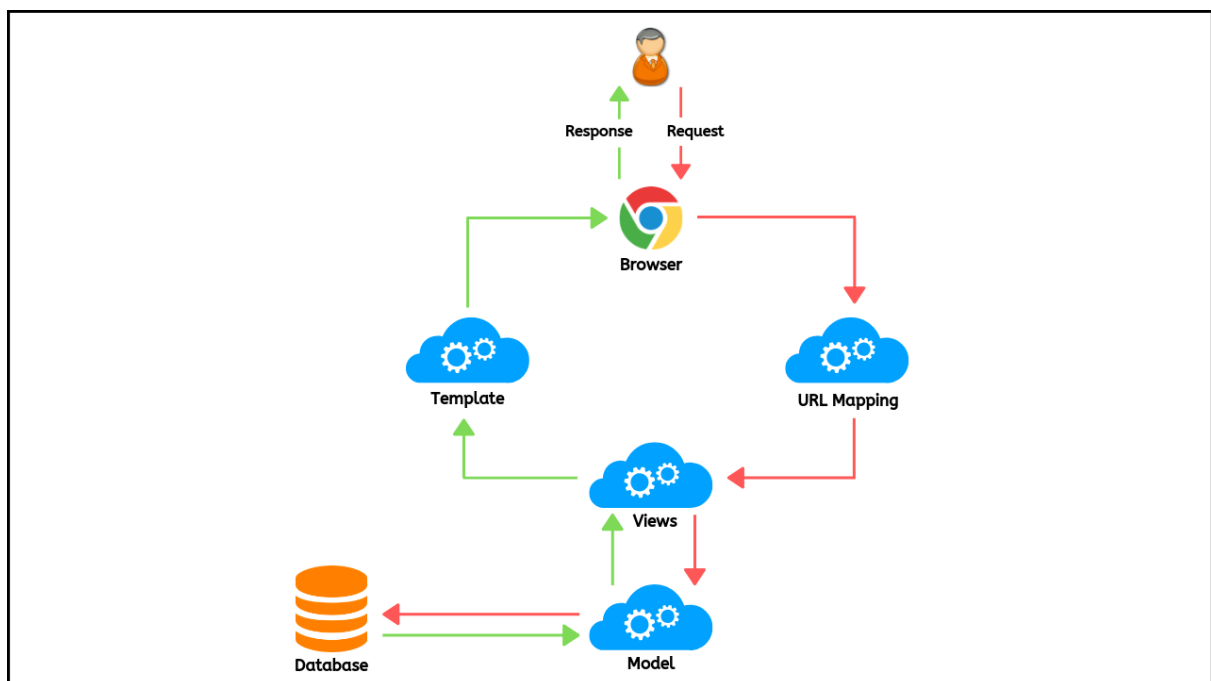 Response
Request
Browser
Template
URL Mapping
Views
Database
Model